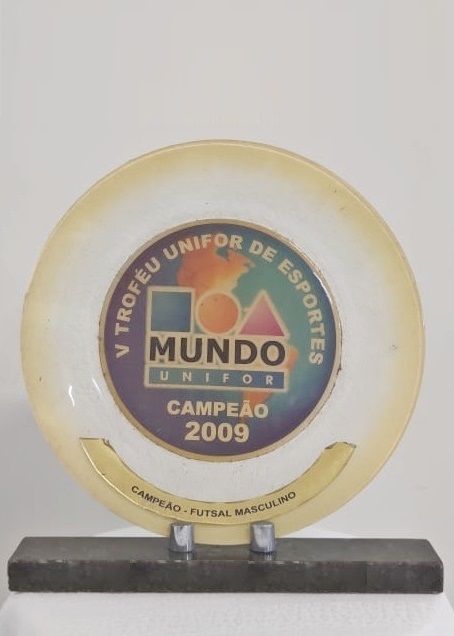 V TROFÉU UNIFOR DE ESPORTES
MUNDO
UNIFOR
CAMPEÃO
2009
CAMPEÃO - FUTSAL MASCULINO